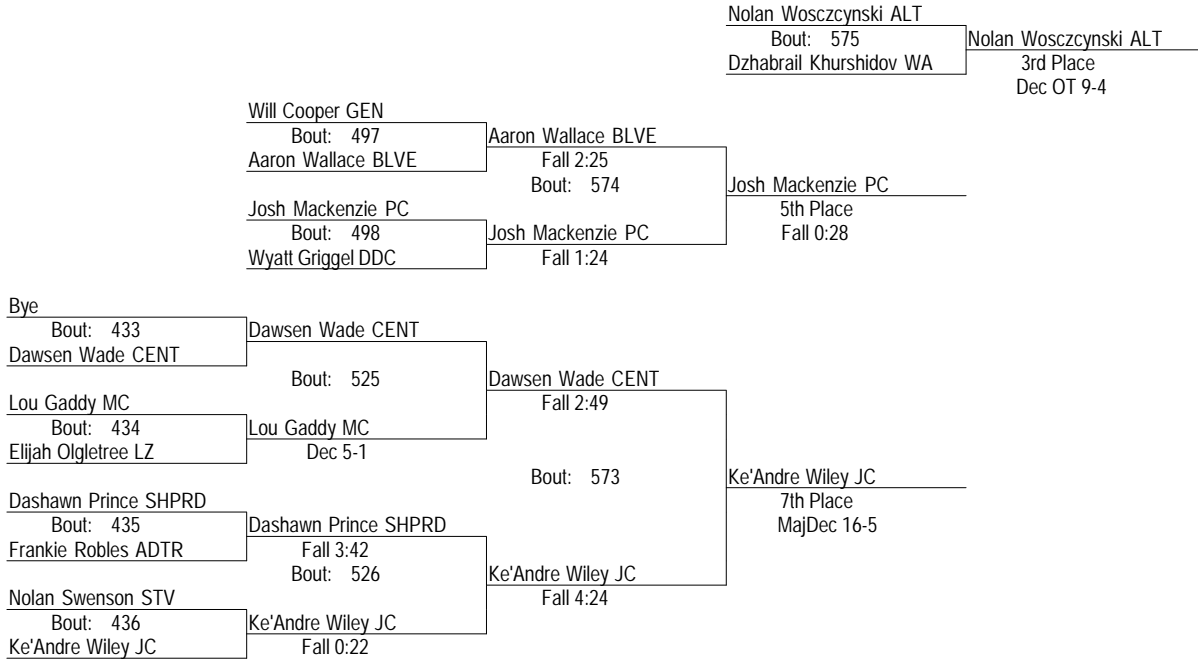 Nolan Wosczcynski ALT
Bout: 575
Dzhabrail Khurshidov WA
Nolan Wosczcynski ALT
3rd Place
Dec OT 9-4
Will Cooper GEN
Bout: 497
Aaron Wallace BLVE
Aaron Wallace BLVE
Fall 2:25
Bout: 574
Josh Mackenzie PC
5th Place
Fall 0:28
Josh Mackenzie PC
Bout: 498
Wyatt Griggel DDC
Josh Mackenzie PC
Fall 1:24
Bye
Bout: 433
Dawsen Wade CENT
Dawsen Wade CENT
Bout: 525
Dawsen Wade CENT
Fall 2:49
Lou Gaddy MC
Bout: 434
Elijah Olgletree LZ
Lou Gaddy MC
Dec 5-1
Bout: 573
Ke'Andre Wiley JC
7th Place
MajDec 16-5
Dashawn Prince SHPRD
Bout: 435
Frankie Robles ADTR
Dashawn Prince SHPRD
Fall 3:42
Bout: 526
Ke'Andre Wiley JC
Fall 4:24
Nolan Swenson STV
Bout: 436
Ke'Andre Wiley JC
Ke'Andre Wiley JC
Fall 0:22